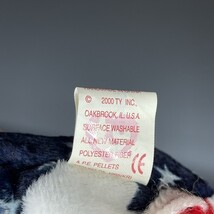 © 2000 TY INC.,
OAKBROOK, IL. U.S.A.
SURFACE WASHABLE
ALL NEW MATERIAL
POLYESTER FIBER
& P.E. PELLETS
CE